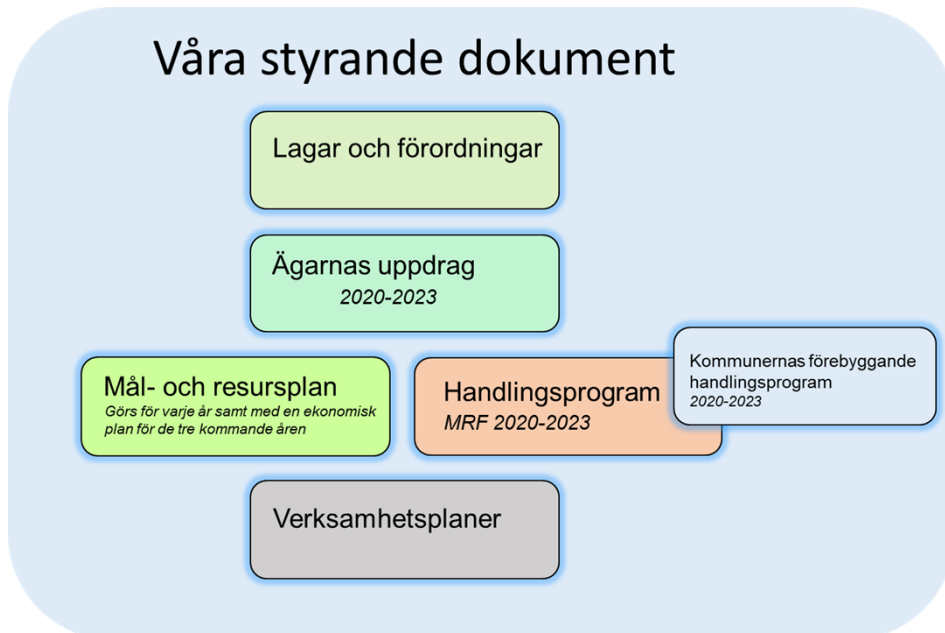 Våra styrande dokument
Lagar och förordningar
Ägarnas uppdrag
2020-2023
Mål- och resursplan
Görs för varje år samt med en ekonomisk
plan för de tre kommande åren
Handlingsprogram
MRF 2020-2023
Kommunernas förebyggande
handlingsprogram
2020-2023
Verksamhetsplaner